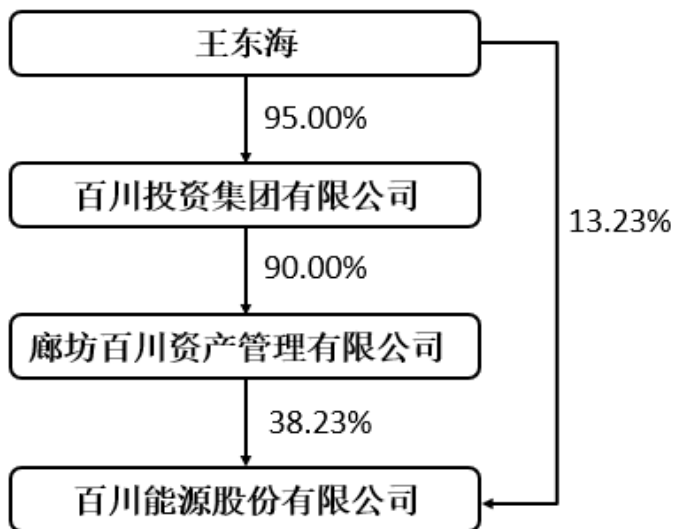 王东海
95.00%
百川投资集团有限公司
13.23%
90.00%
廊坊百川资产管理有限公司
38.23%
百川能源股份有限公司